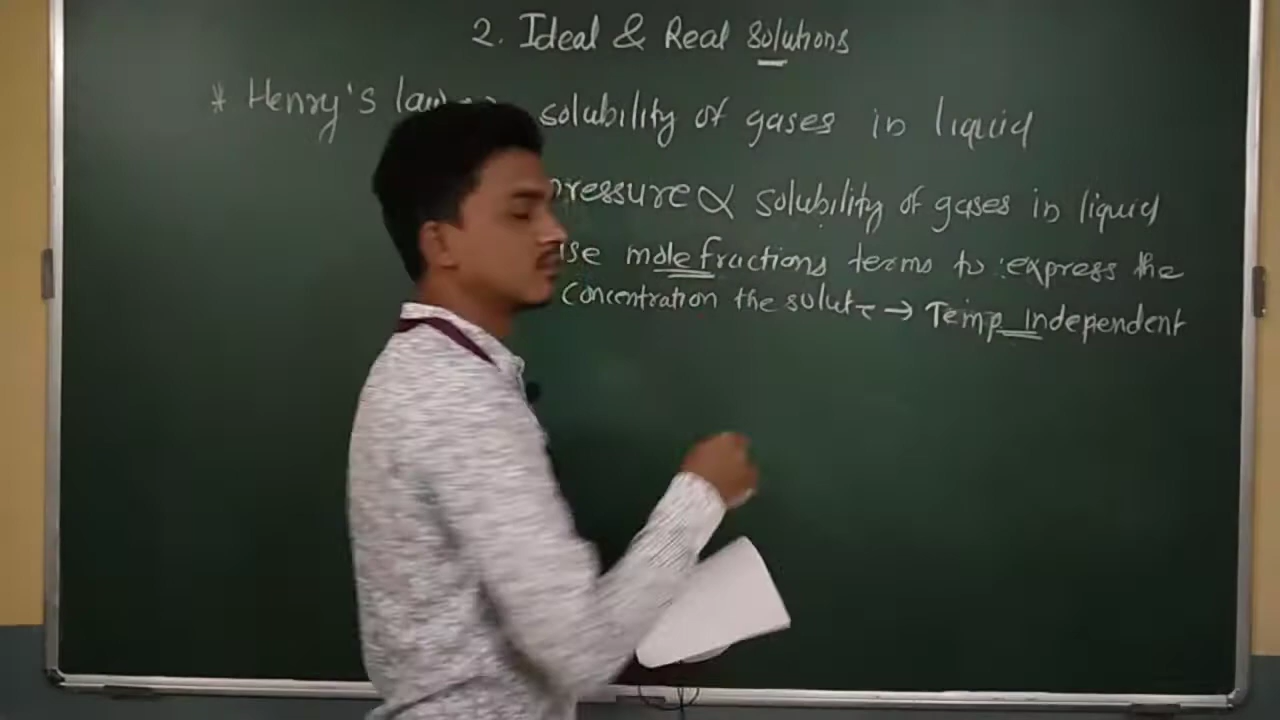 2. Ideal & Real Solutions
* Henry's law solubility of gases in liquid
pressure ∝ solubility of gases in liquid
mole fractions terms to express the
Concentration the solute → Temp independent